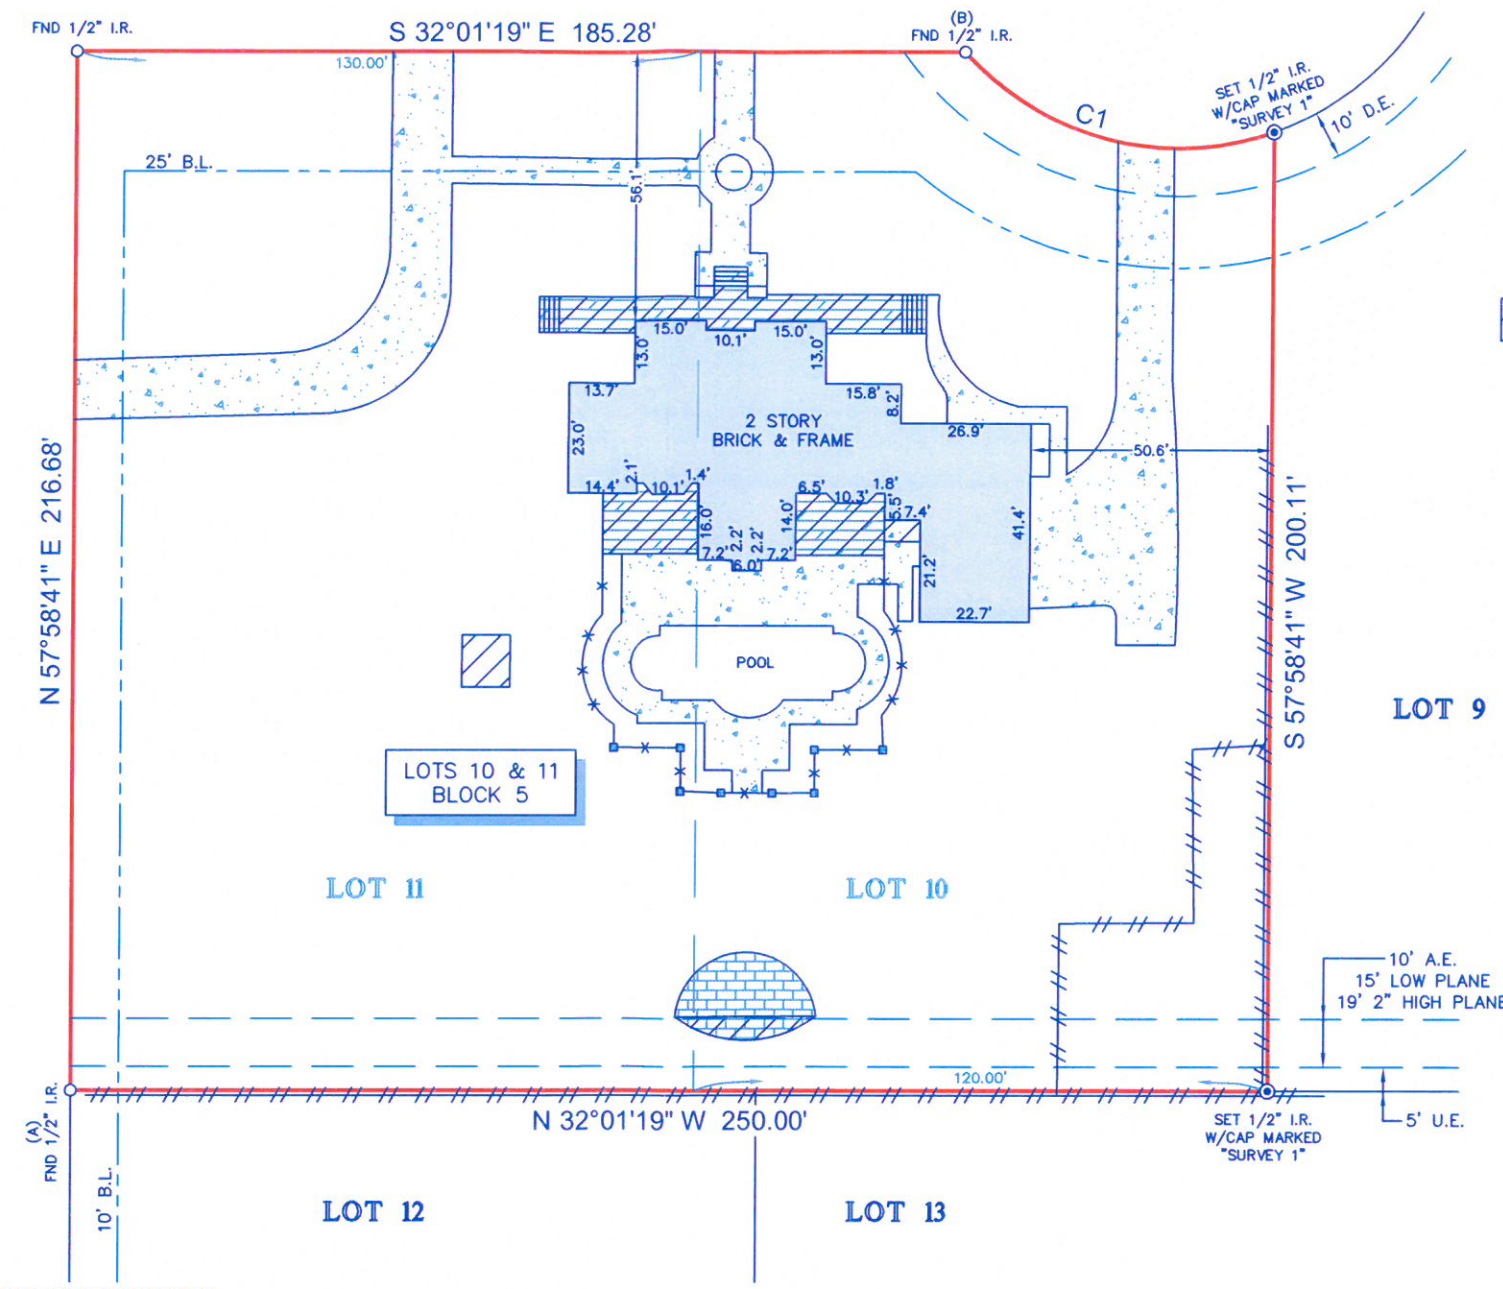 FND 1/2" I.R.
S 32°01'19" E 185.28'
(B)
FND 1/2" I.R.
130.00'
SET 1/2" I.R.
W/CAP MARKED
"SURVEY 1"
C1
10' D.E.
25' B.L.
56.1'
15.0'
10.1'
15.0'
13.0'
13.0'
13.7'
15.8'
8.2'
2 STORY
BRICK & FRAME
26.9'
23.0'
50.6'
2.1'
1.4'
14.4'
10.1'
6.5'
10.3'
1.8'
5.5'
7.4'
16.0'
14.0'
41.4'
7.2'
2.2'
2.2'
7.2'
6.0'
21.2'
22.7'
N 57°58'41" E 216.68'
S 57°58'41" W 200.11'
POOL
LOT 9
LOTS 10 & 11
BLOCK 5
LOT 11
LOT 10
10' A.E.
15' LOW PLANE
19' 2" HIGH PLANE
120.00'
N 32°01'19" W 250.00'
(A)
FND 1/2" I.R.
SET 1/2" I.R.
W/CAP MARKED
"SURVEY 1"
5' U.E.
10' B.L.
LOT 12
LOT 13